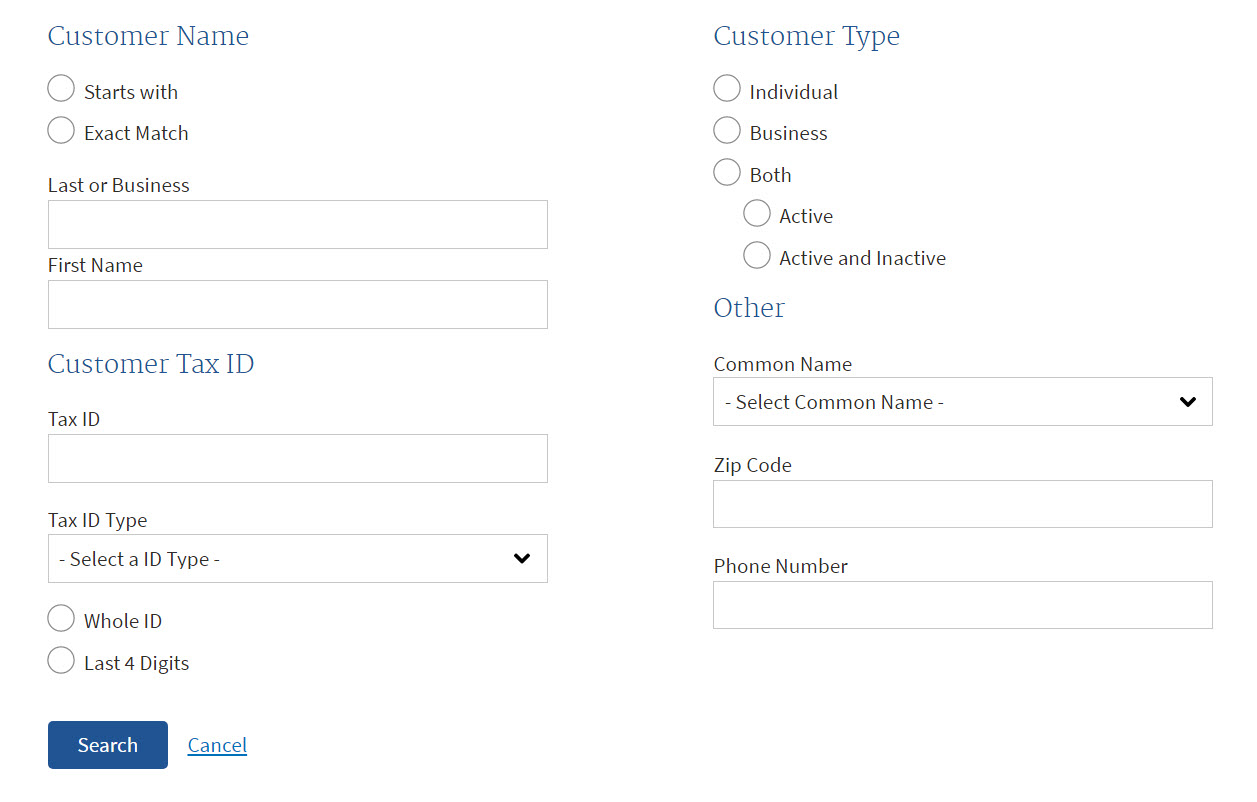 Customer Name
Starts with
Exact Match
Last or Business
First Name
Customer Tax ID
Tax ID
Tax ID Type
- Select a ID Type -
Whole ID
Last 4 Digits
Search Cancel
Customer Type
Individual
Business
Both
Active
Active and Inactive
Other
Common Name
- Select Common Name -
Zip Code
Phone Number